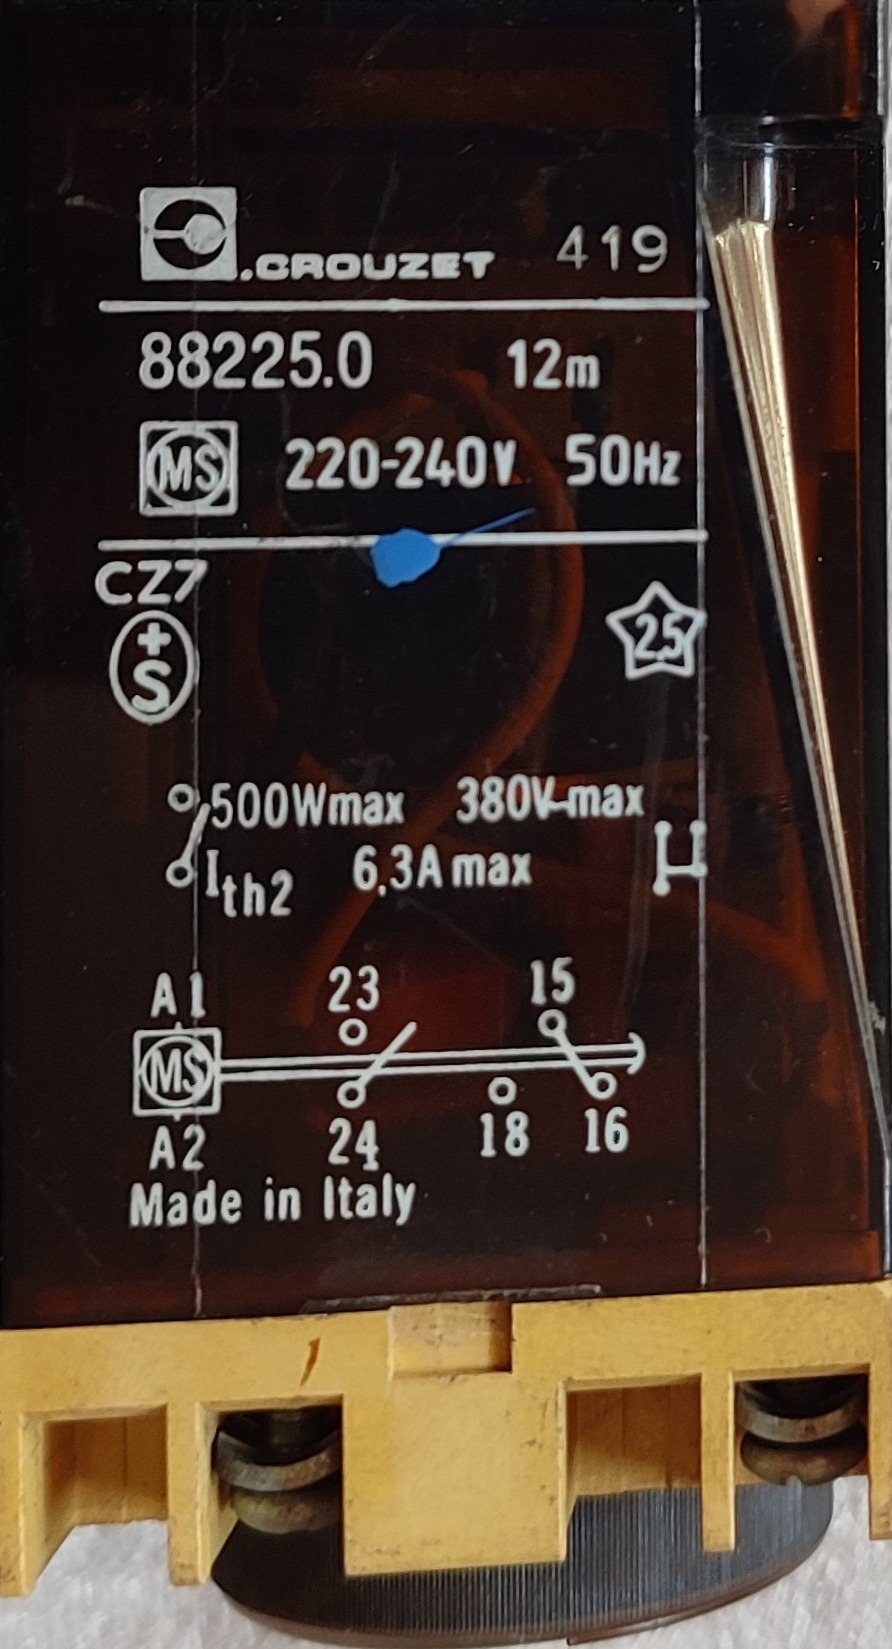 .CROUZET 419
88225.0 12m
MS 220-240V 50Hz
CZ7
+S
25
500Wmax 380V~max
Ith2 6,3A max
A1 23 15
MS
A2 24 18 16
Made in Italy